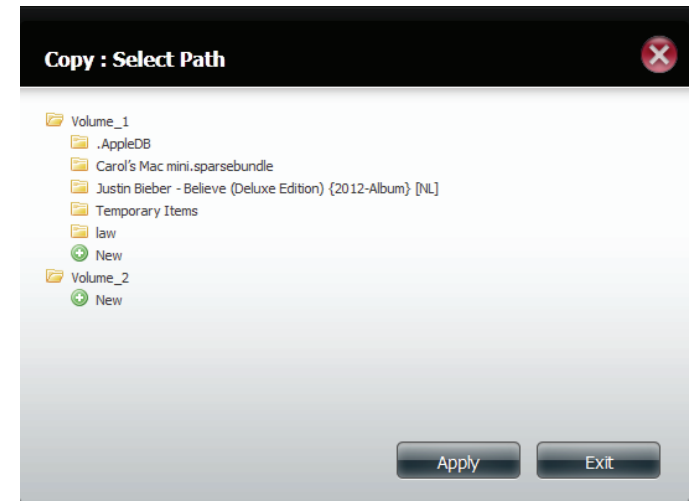 Copy : Select Path
Volume_1
.AppleDB
Carol's Mac mini.sparsebundle
Justin Bieber - Believe (Deluxe Edition) {2012-Album} [NL]
Temporary Items
law
New
Volume_2
New
Apply Exit